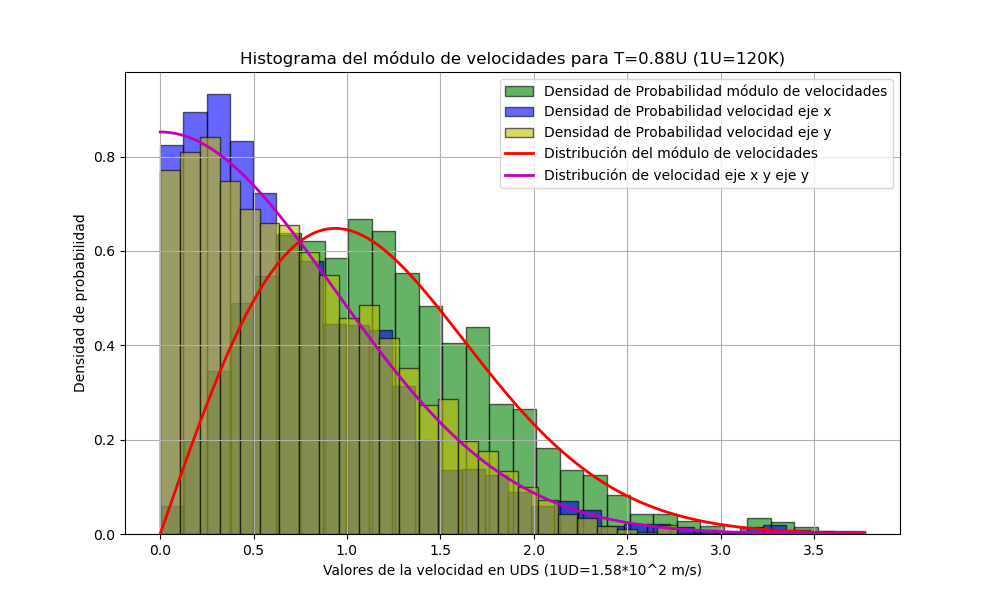 Histograma del módulo de velocidades para T=0.88U (1U=120K)
Densidad de Probabilidad módulo de velocidades
Densidad de Probabilidad velocidad eje x
Densidad de Probabilidad velocidad eje y
Distribución del módulo de velocidades
Distribución de velocidad eje x y eje y
Densidad de probabilidad
0.8
0.6
0.4
0.2
0.0
0.0 0.5 1.0 1.5 2.0 2.5 3.0 3.5
Valores de la velocidad en UDS (1UD=1.58*10^2 m/s)